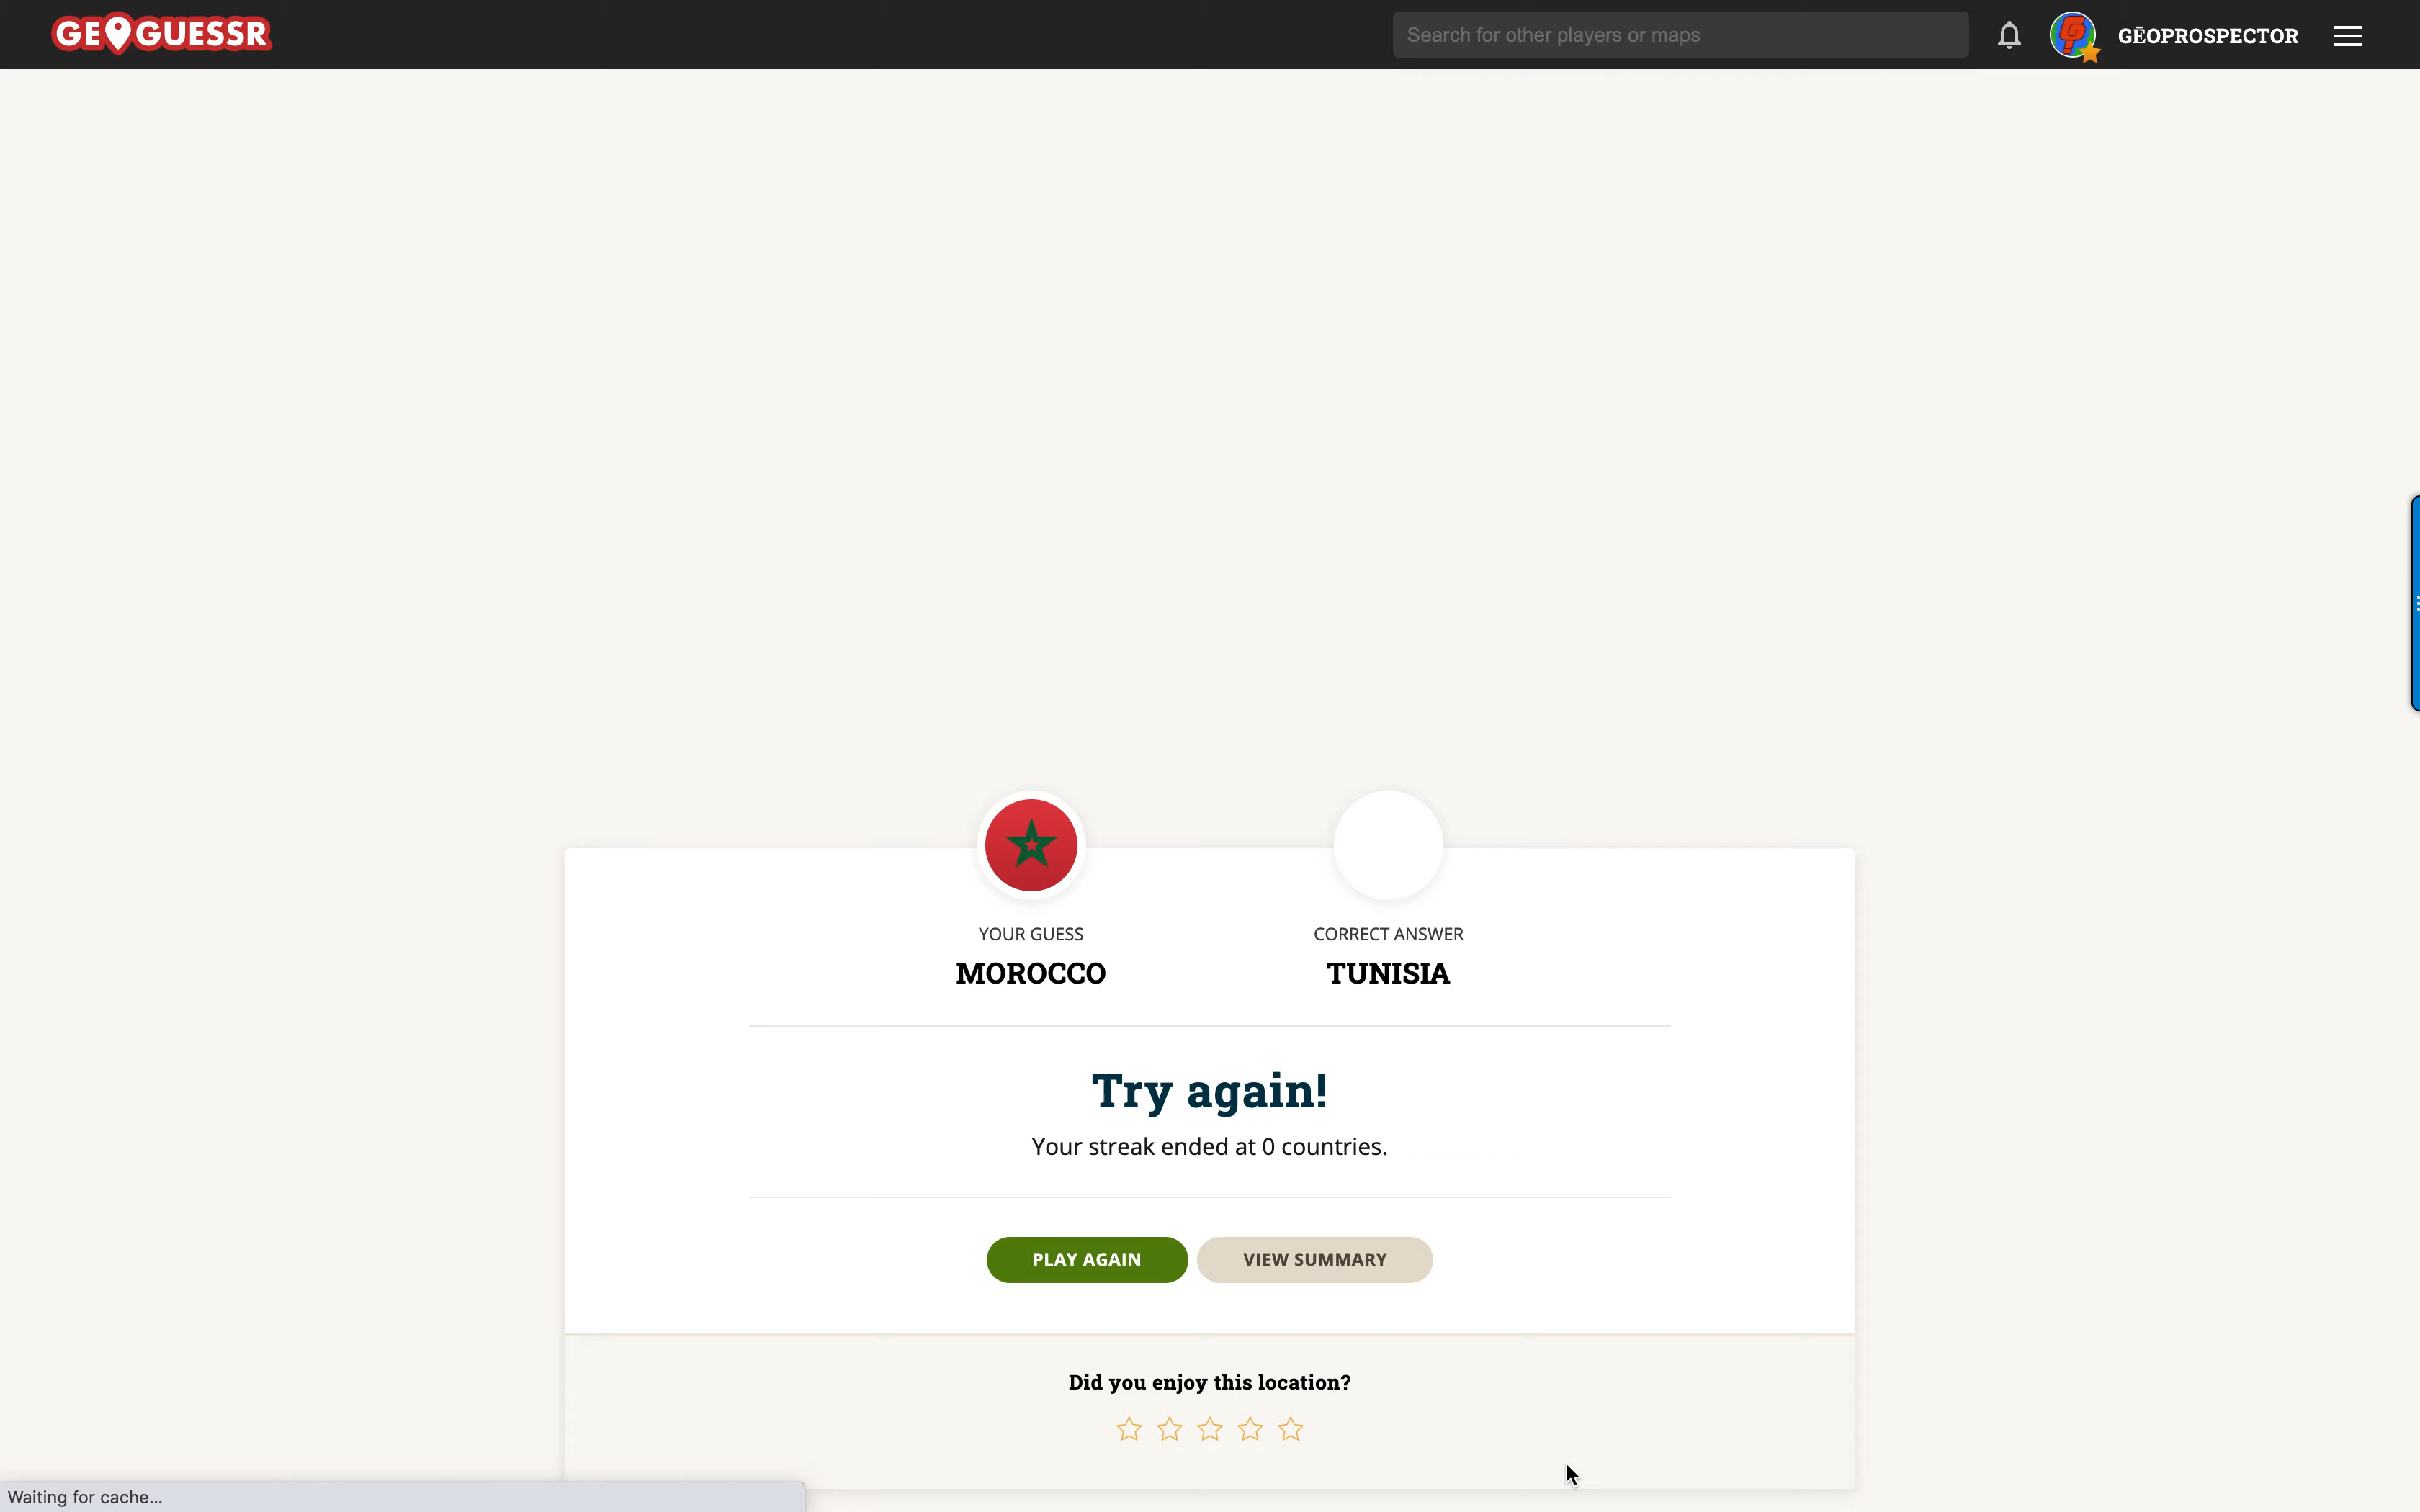 GEOGUESSR
Search for other players or maps
GĒOPROSPECTOR
YOUR GUESS
CORRECT ANSWER
MOROCCO
TUNISIA
Try again!
Your streak ended at 0 countries.
PLAY AGAIN
VIEW SUMMARY
Did you enjoy this location?
Waiting for cache...